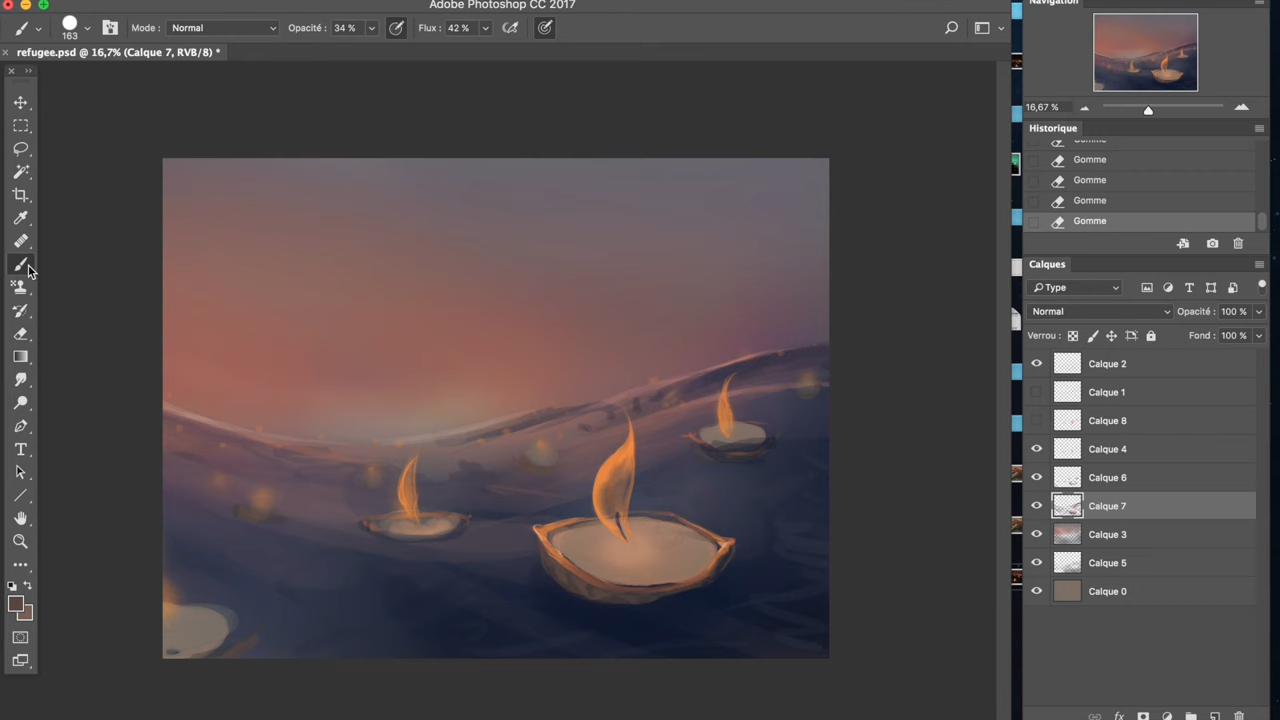 Adobe Photoshop CC 2017
163 Mode : Normal Opacité : 34 % Flux : 42 %
refugee.psd @ 16,7% (Calque 7, RVB/8) *
Navigation
16,67 %
Historique
Gomme
Gomme
Gomme
Gomme
Gomme
Calques
Type
Normal Opacité : 100 %
Verrou : Fond : 100 %
Calque 2
Calque 1
Calque 8
Calque 4
Calque 6
Calque 7
Calque 3
Calque 5
Calque 0
fx